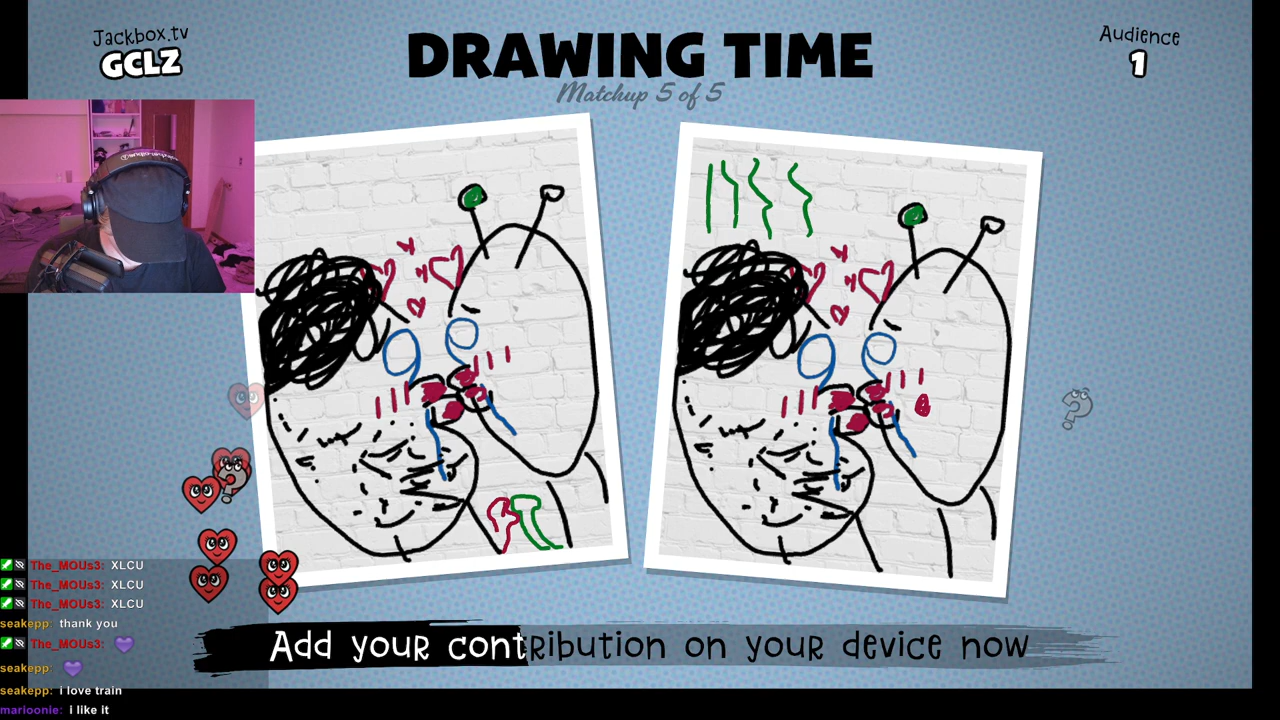 Jackbox.tv
GCLZ
DRAWING TIME
Matchup 5 of 5
Audience
1
The_MOUs3: XLCU
The_MOUs3: XLCU
The_MOUs3: XLCU
seakepp: thank you
The_MOUs3: 💜
seakepp: 💜
seakepp: i love train
marioonie: i like it
Add your contribution on your device now